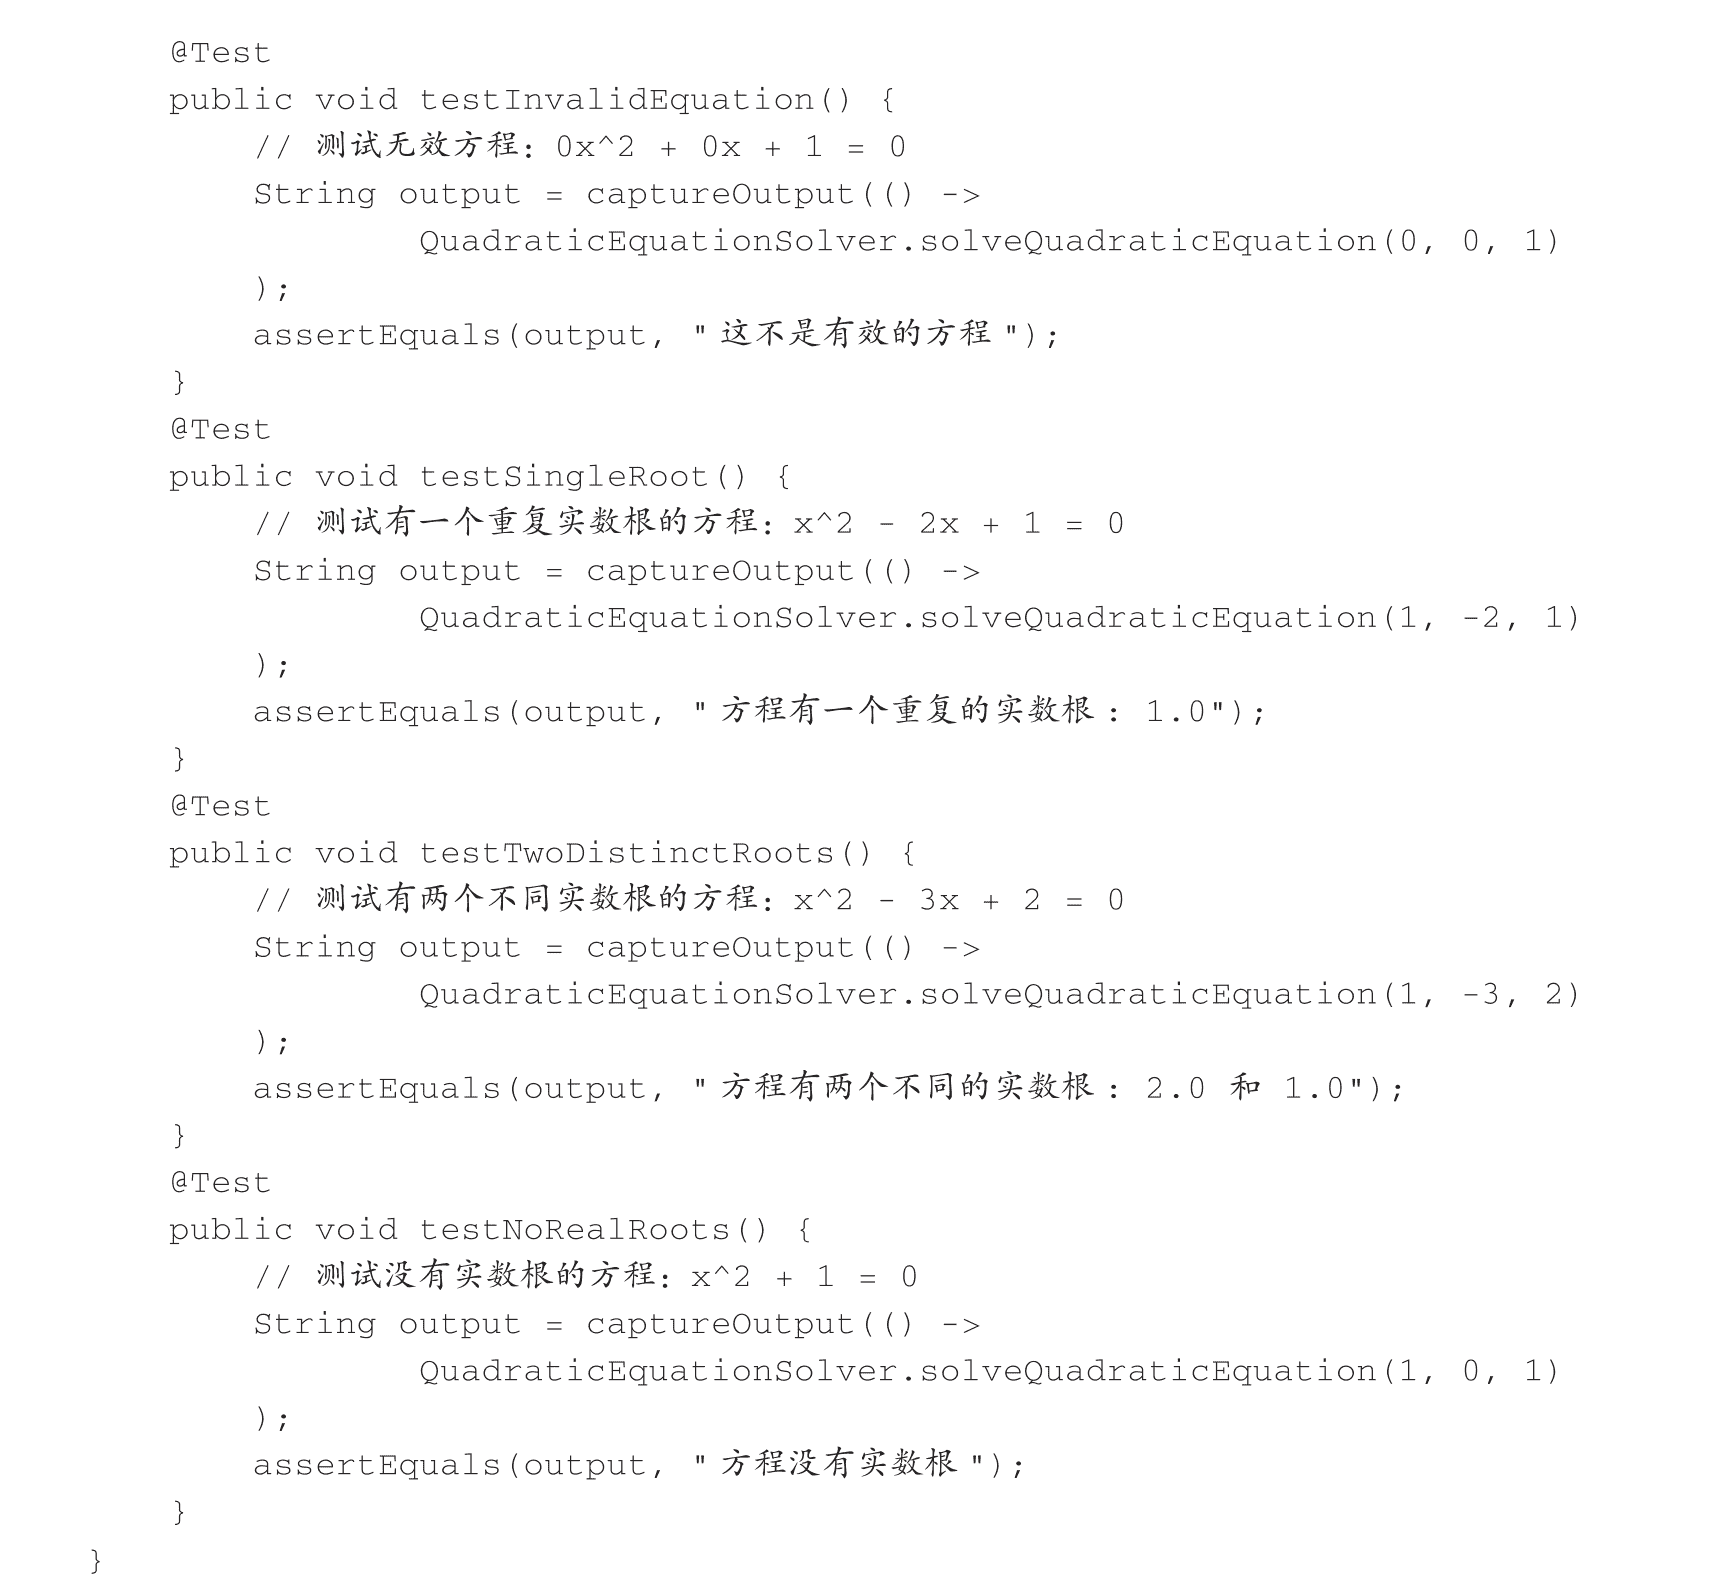 @Test
public void testInvalidEquation() {
// 测试无效方程：0x^2 + 0x + 1 = 0
String output = captureOutput(() ->
QuadraticEquationSolver.solveQuadraticEquation(0, 0, 1)
);
assertEquals(output, "这不是有效的方程");
}
@Test
public void testSingleRoot() {
// 测试有一个重复实数根的方程：x^2 - 2x + 1 = 0
String output = captureOutput(() ->
QuadraticEquationSolver.solveQuadraticEquation(1, -2, 1)
);
assertEquals(output, "方程有一个重复的实数根: 1.0");
}
@Test
public void testTwoDistinctRoots() {
// 测试有两个不同实数根的方程：x^2 - 3x + 2 = 0
String output = captureOutput(() ->
QuadraticEquationSolver.solveQuadraticEquation(1, -3, 2)
);
assertEquals(output, "方程有两个不同的实数根: 2.0 和 1.0");
}
@Test
public void testNoRealRoots() {
// 测试没有实数根的方程：x^2 + 1 = 0
String output = captureOutput(() ->
QuadraticEquationSolver.solveQuadraticEquation(1, 0, 1)
);
assertEquals(output, "方程没有实数根");
}
}